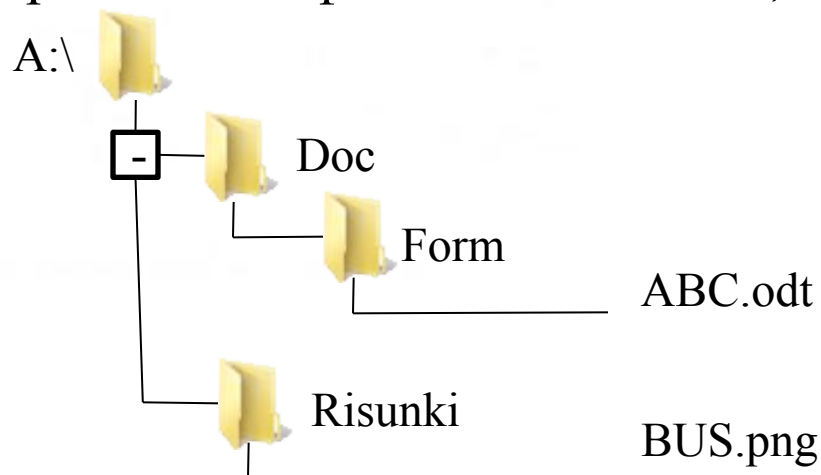 A:\
-
Doc
Form
ABC.odt
Risunki
BUS.png